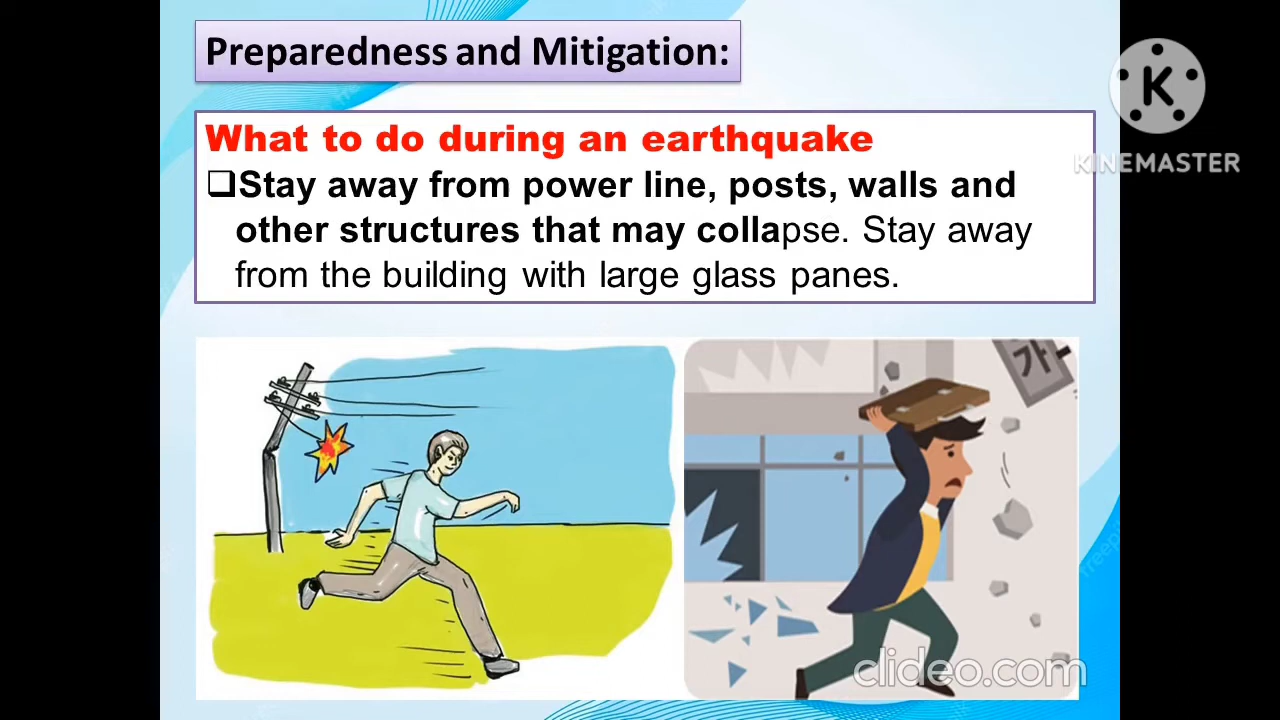 Preparedness and Mitigation:
K
KINEMASTER
What to do during an earthquake
❑Stay away from power line, posts, walls and
other structures that may collapse. Stay away
from the building with large glass panes.
가
clideo.com